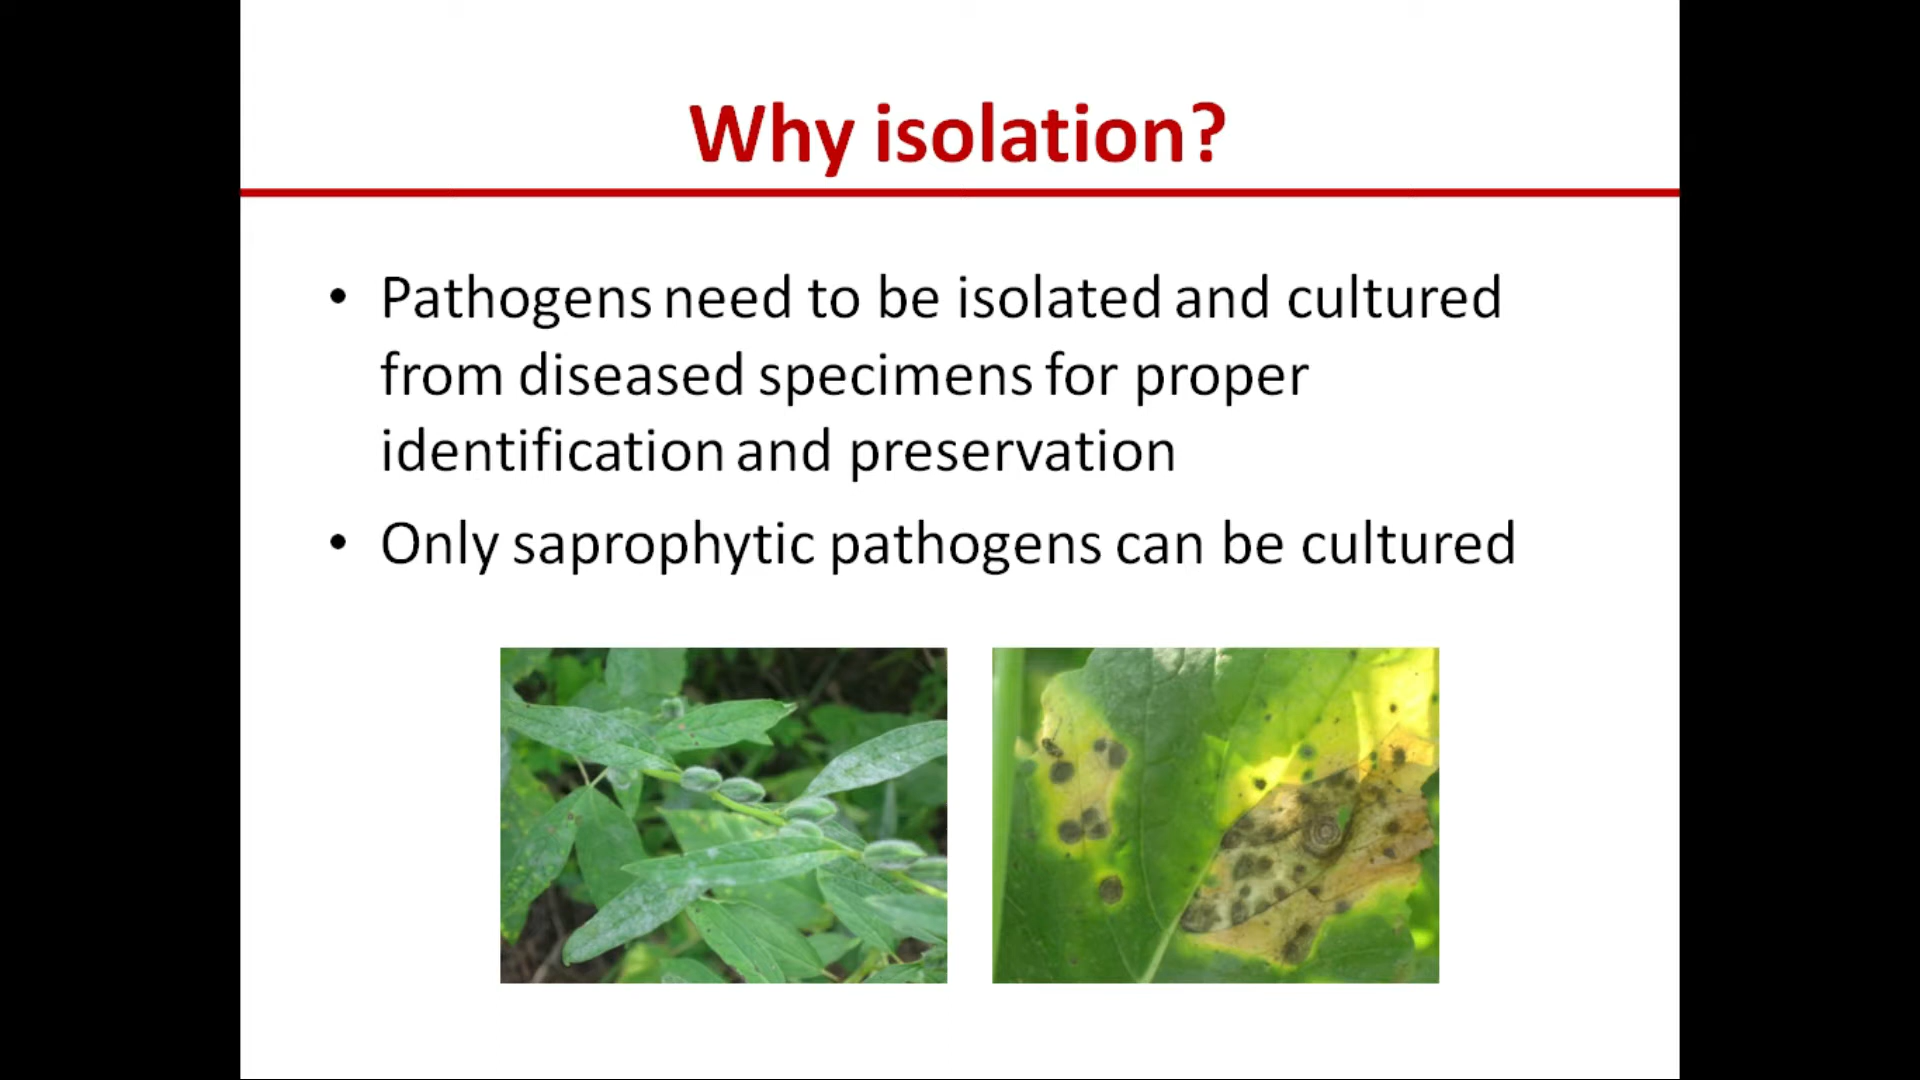 Why isolation?
• Pathogens need to be isolated and cultured
from diseased specimens for proper
identification and preservation
• Only saprophytic pathogens can be cultured